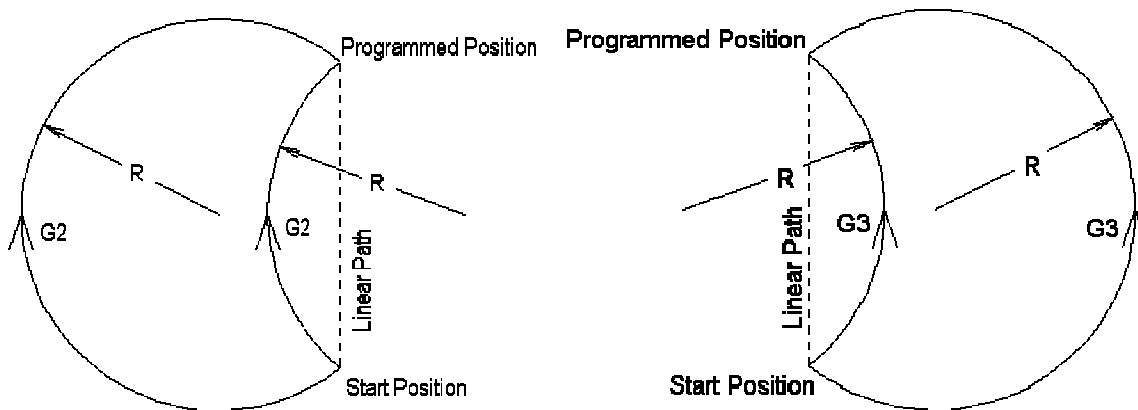 Programmed Position
R
R
G2
G2
Linear Path
Start Position
Programmed Position
R
R
G3
G3
Linear Path
Start Position